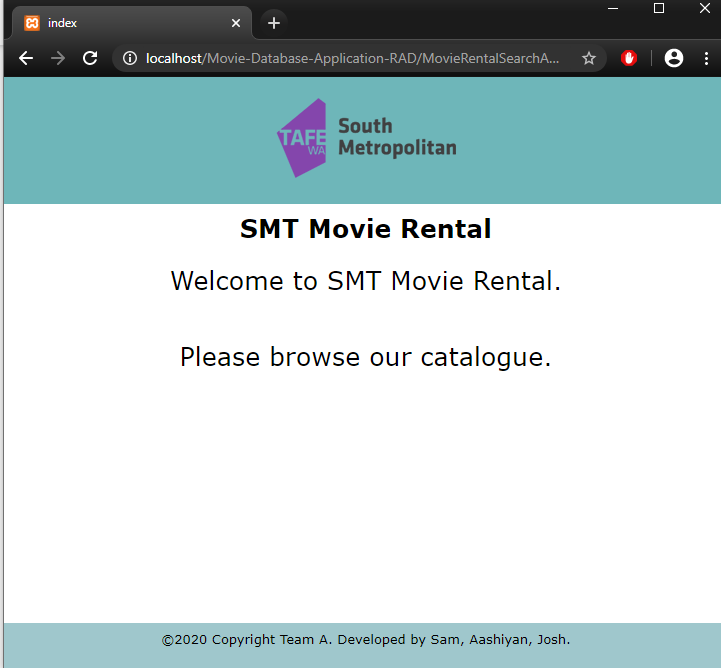 index
localhost/Movie-Database-Application-RAD/MovieRentalSearchA...
TAFE
WA
South
Metropolitan
SMT Movie Rental
Welcome to SMT Movie Rental.
Please browse our catalogue.
©2020 Copyright Team A. Developed by Sam, Aashiyan, Josh.